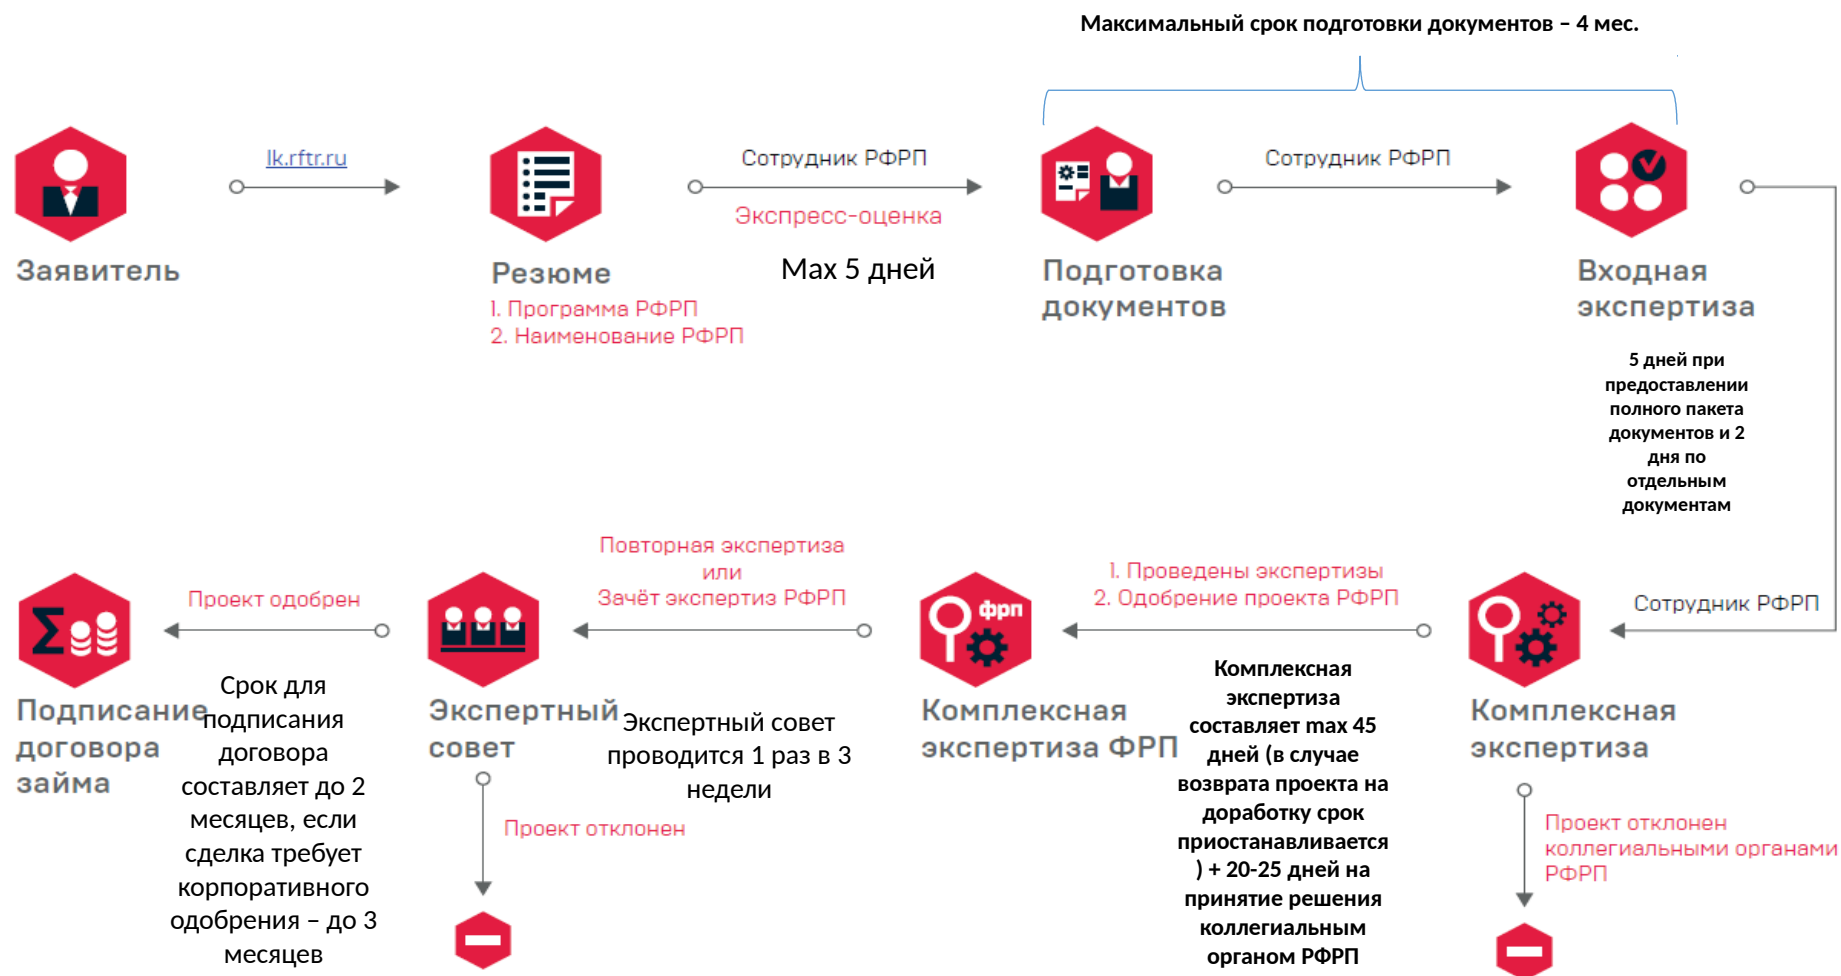 Максимальный срок подготовки документов – 4 мес.
lk.rftr.ru
Сотрудник РФРП
Сотрудник РФРП
Экспресс-оценка
Max 5 дней
Заявитель
Резюме
1. Программа РФРП
2. Наименование РФРП
Подготовка
документов
Входная
экспертиза
5 дней при
предоставлении
полного пакета
документов и 2
дня по
отдельным
документам
Сотрудник РФРП
Комплексная
экспертиза
Проект отклонен
коллегиальными органами
РФРП
1. Проведены экспертизы
2. Одобрение проекта РФРП
Комплексная
экспертиза
составляет max 45
дней (в случае
возврата проекта на
доработку срок
приостанавливается
) + 20-25 дней на
принятие решения
коллегиальным
органом РФРП
фрп
Комплексная
экспертиза ФРП
Повторная экспертиза
или
Зачёт экспертиз РФРП
Экспертный совет
проводится 1 раз в 3
недели
Экспертный
совет
Проект отклонен
Проект одобрен
Срок для
подписания
договора
составляет до 2
месяцев, если
сделка требует
корпоративного
одобрения – до 3
месяцев
Σ
Подписание
договора
займа